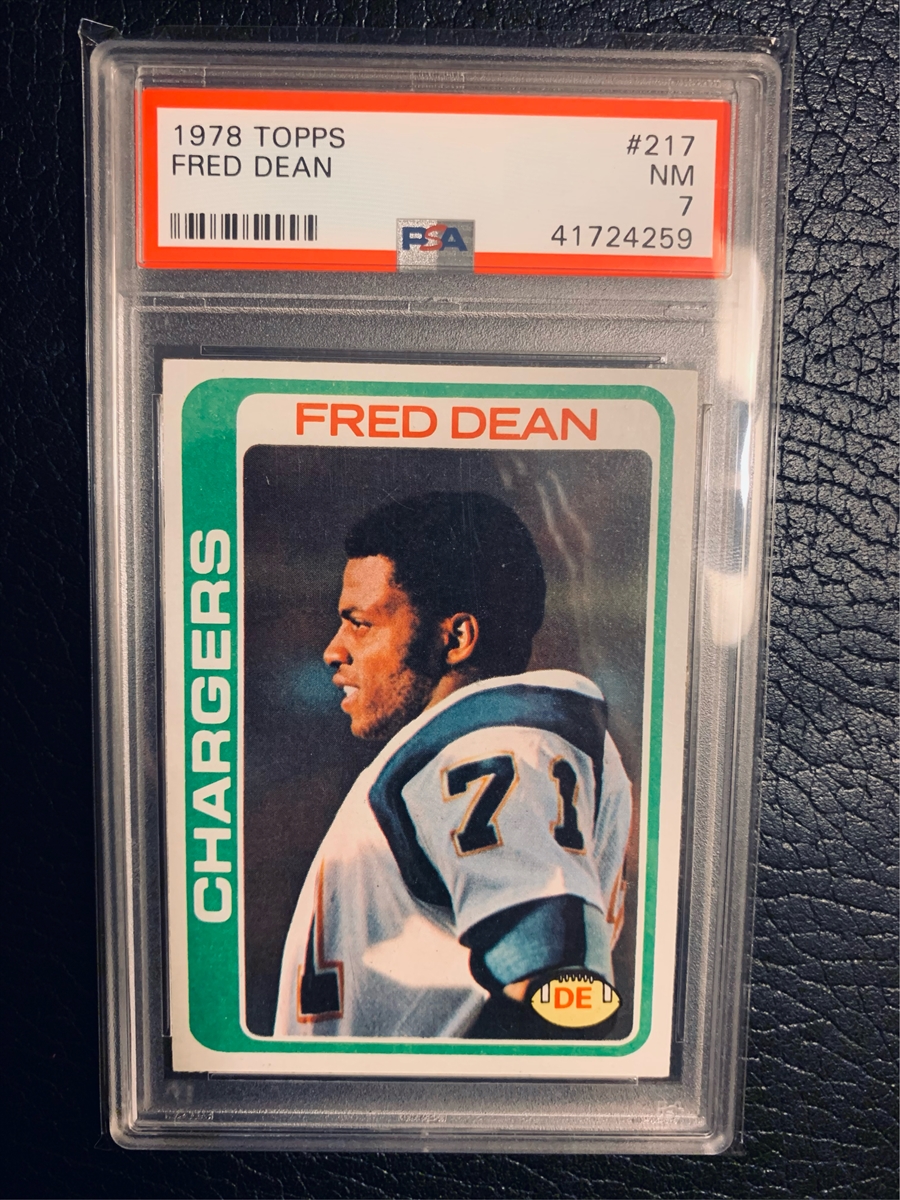 1978 TOPPS
FRED DEAN
#217
NM
7
41724259
PSA
FRED DEAN
CHARGERS
71
DE